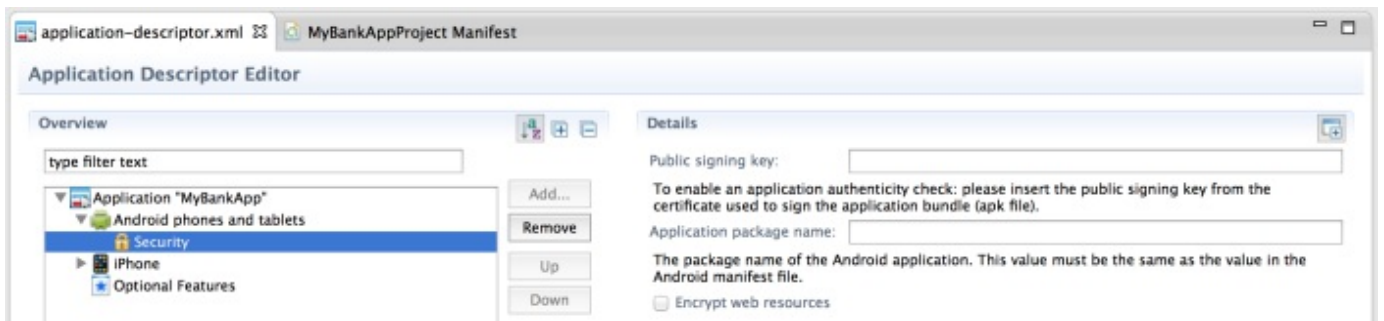 application-descriptor.xml
MyBankAppProject Manifest
Application Descriptor Editor
Overview
type filter text
Application "MyBankApp"
Android phones and tablets
Security
iPhone
Optional Features
Add...
Remove
Up
Down
Details
Public signing key:
To enable an application authenticity check: please insert the public signing key from the
certificate used to sign the application bundle (apk file).
Application package name:
The package name of the Android application. This value must be the same as the value in the
Android manifest file.
Encrypt web resources